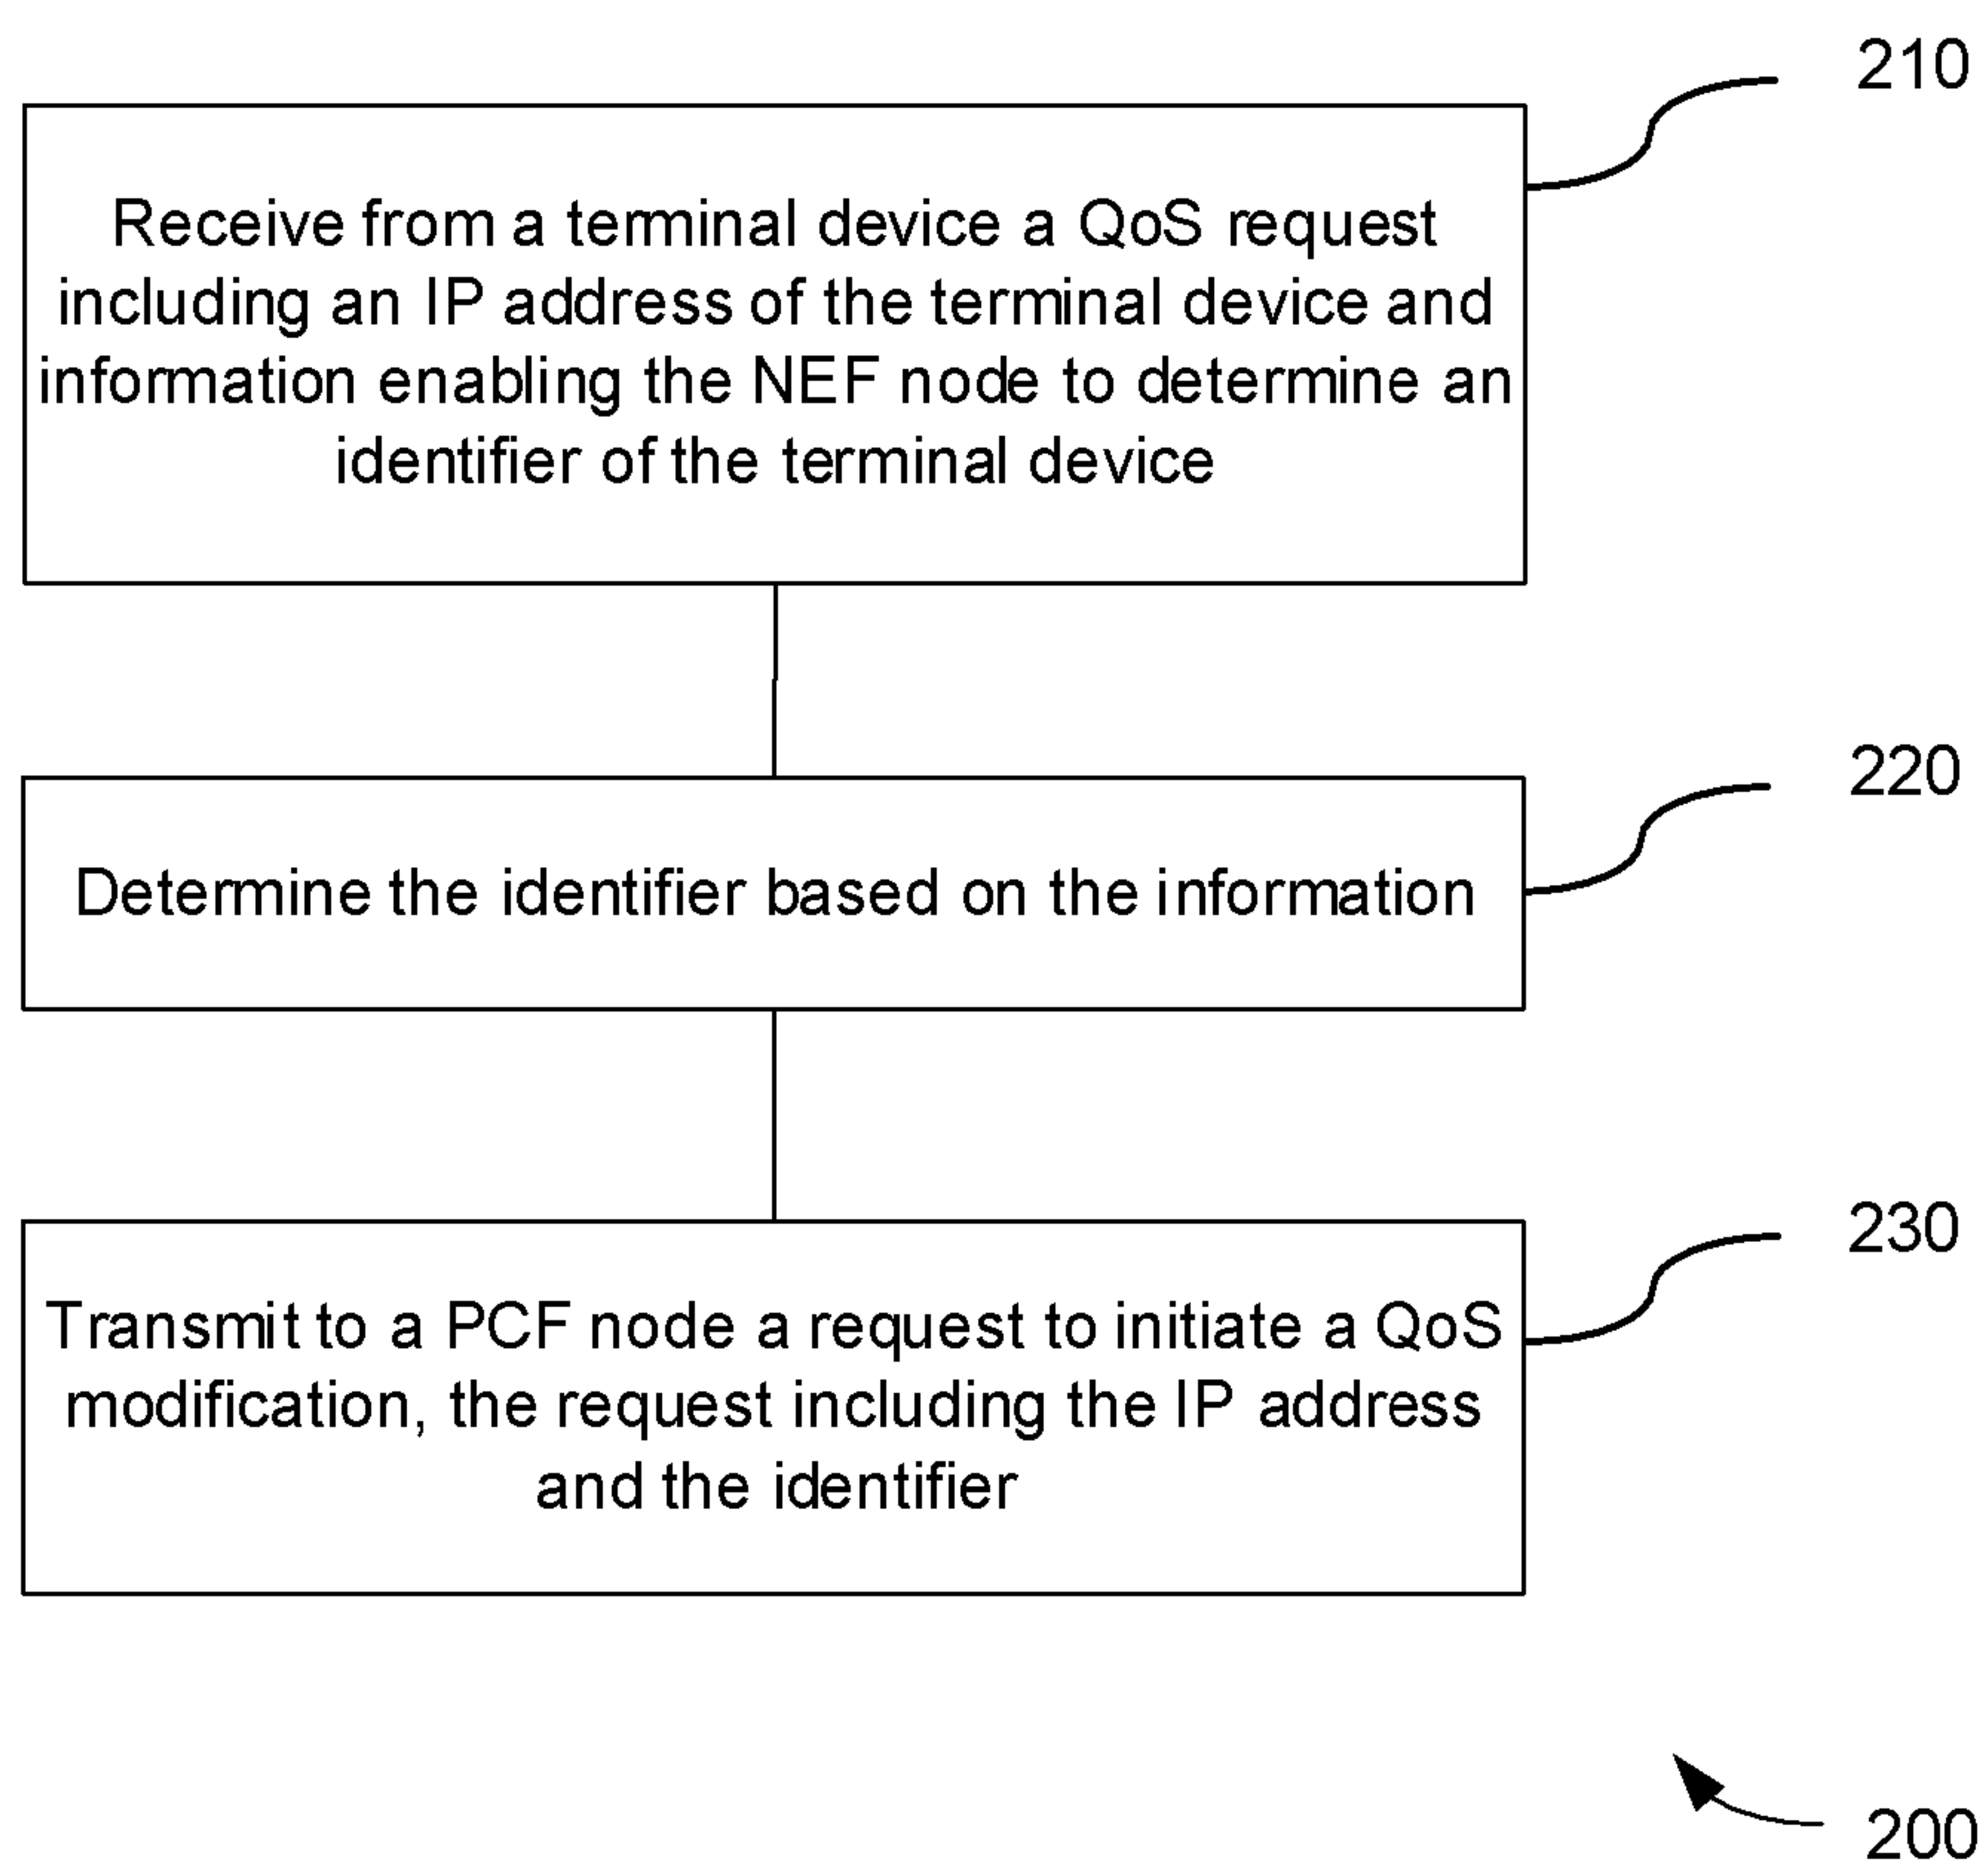 210
Receive from a terminal device a QoS request
including an IP address of the terminal device and
information enabling the NEF node to determine an
identifier of the terminal device
220
Determine the identifier based on the information
230
Transmit to a PCF node a request to initiate a QoS
modification, the request including the IP address
and the identifier
200